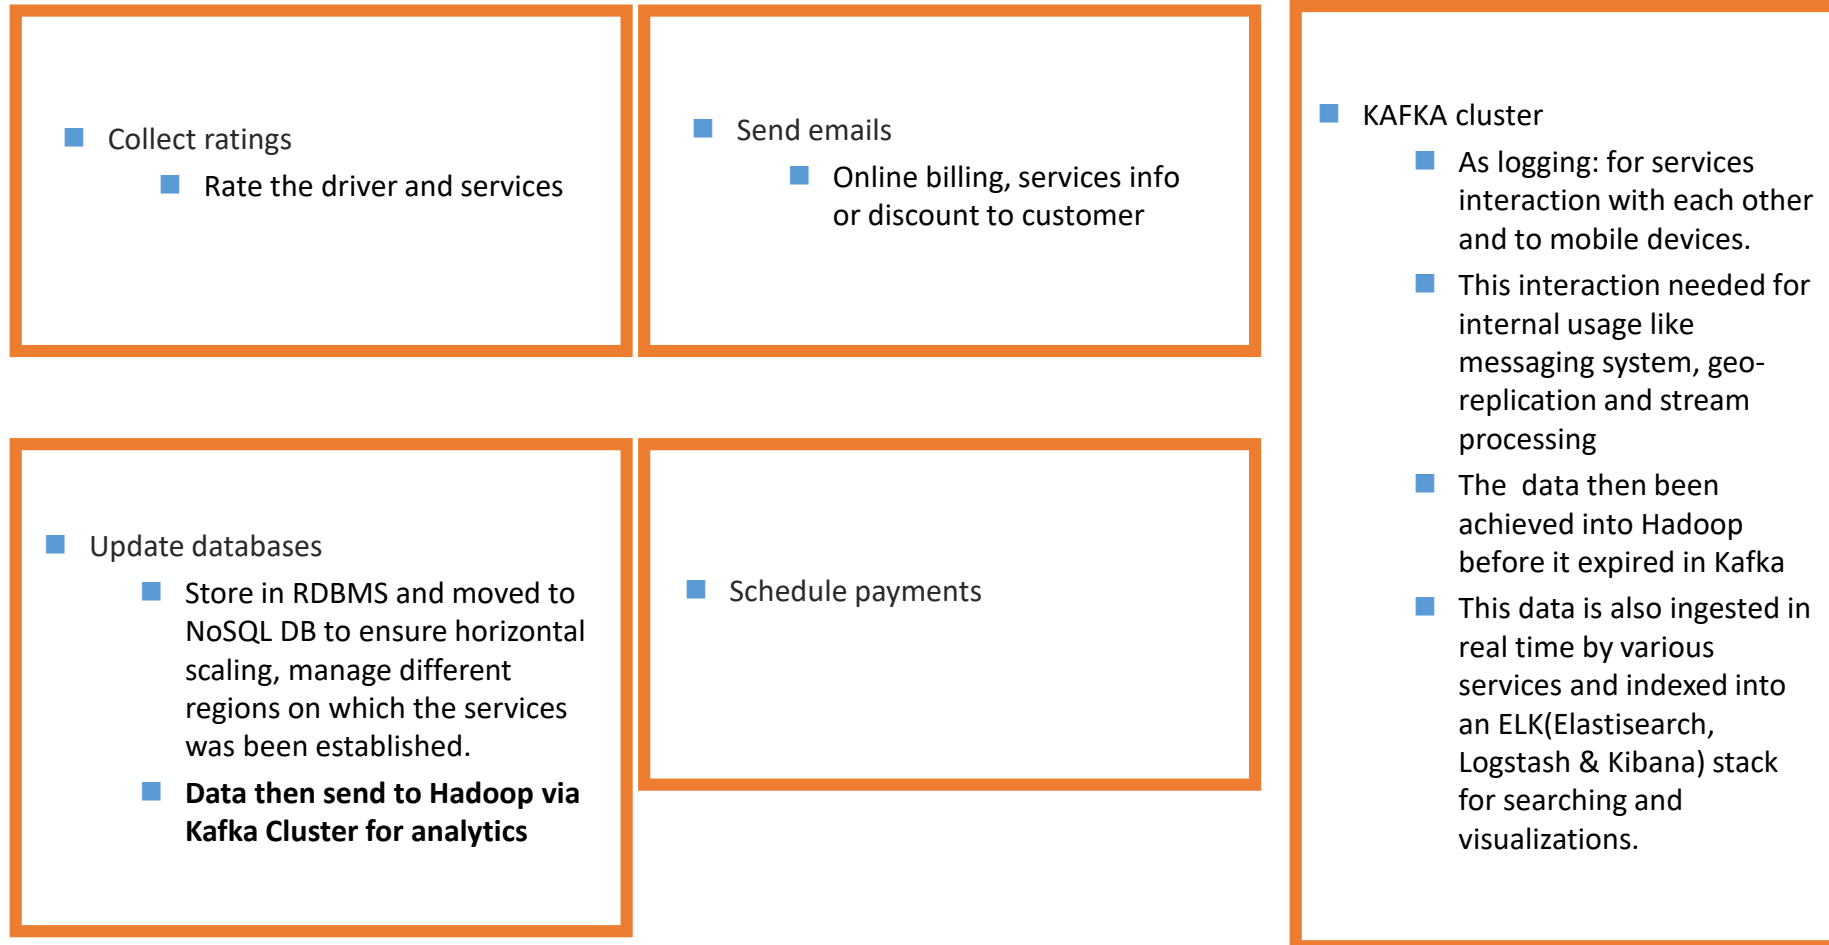 Collect ratings
Rate the driver and services
Send emails
Online billing, services info
or discount to customer
Update databases
Store in RDBMS and moved to
NoSQL DB to ensure horizontal
scaling, manage different
regions on which the services
was been established.
Data then send to Hadoop via
Kafka Cluster for analytics
Schedule payments
KAFKA cluster
As logging: for services
interaction with each other
and to mobile devices.
This interaction needed for
internal usage like
messaging system, geo-
replication and stream
processing
The  data then been
achieved into Hadoop
before it expired in Kafka
This data is also ingested in
real time by various
services and indexed into
an ELK(Elastisearch,
Logstash & Kibana) stack
for searching and
visualizations.